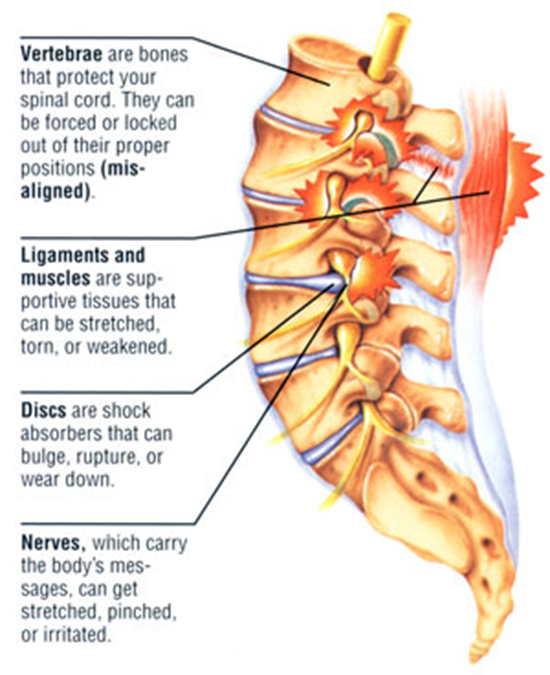 Vertebrae are bones
that protect your
spinal cord. They can
be forced or locked
out of their proper
positions (mis-
aligned).
Ligaments and
muscles are sup-
portive tissues that
can be stretched,
torn, or weakened.
Discs are shock
absorbers that can
bulge, rupture, or
wear down.
Nerves, which carry
the body's mes-
sages, can get
stretched, pinched,
or irritated.